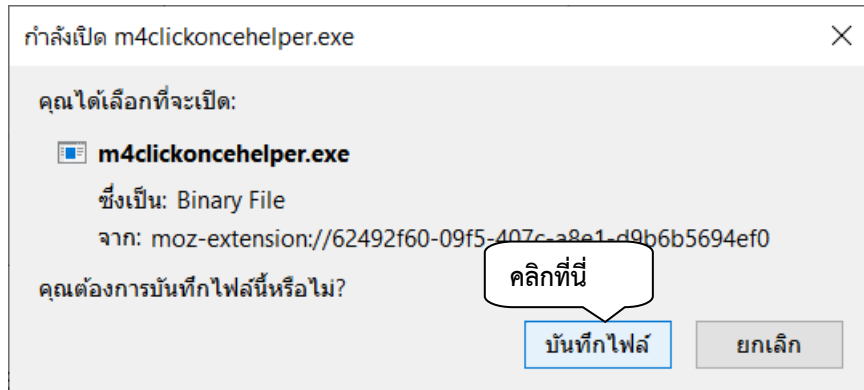 กำลังเปิด m4clickoncehelper.exe
คุณได้เลือกที่จะเปิด:
m4clickoncehelper.exe
ซึ่งเป็น: Binary File
จาก: moz-extension://62492f60-09f5-407c-a8e1-d9b6b5694ef0
คลิกที่นี่
คุณต้องการบันทึกไฟล์นี้หรือไม่?
บันทึกไฟล์
ยกเลิก